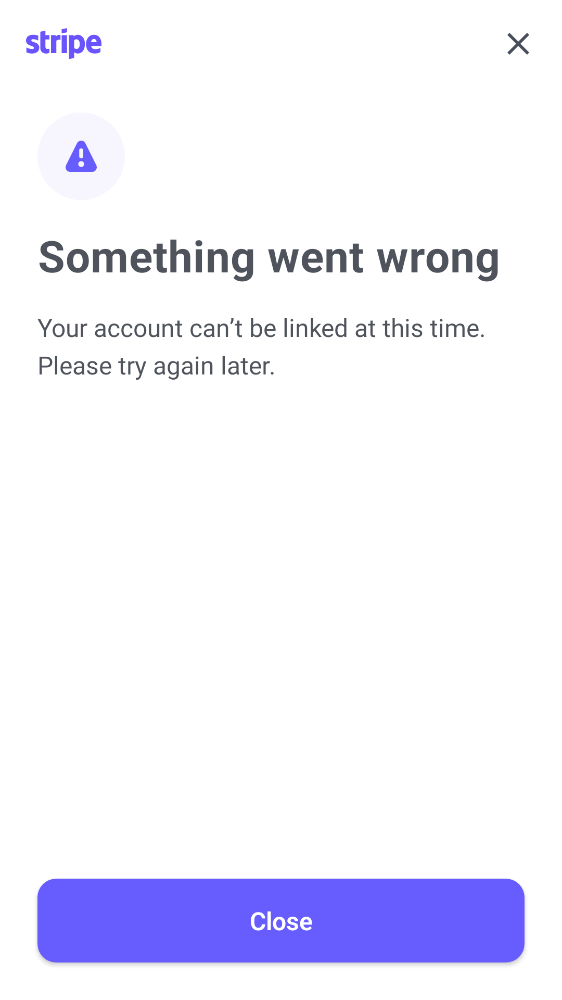 stripe
Something went wrong
Your account can’t be linked at this time.
Please try again later.
Close